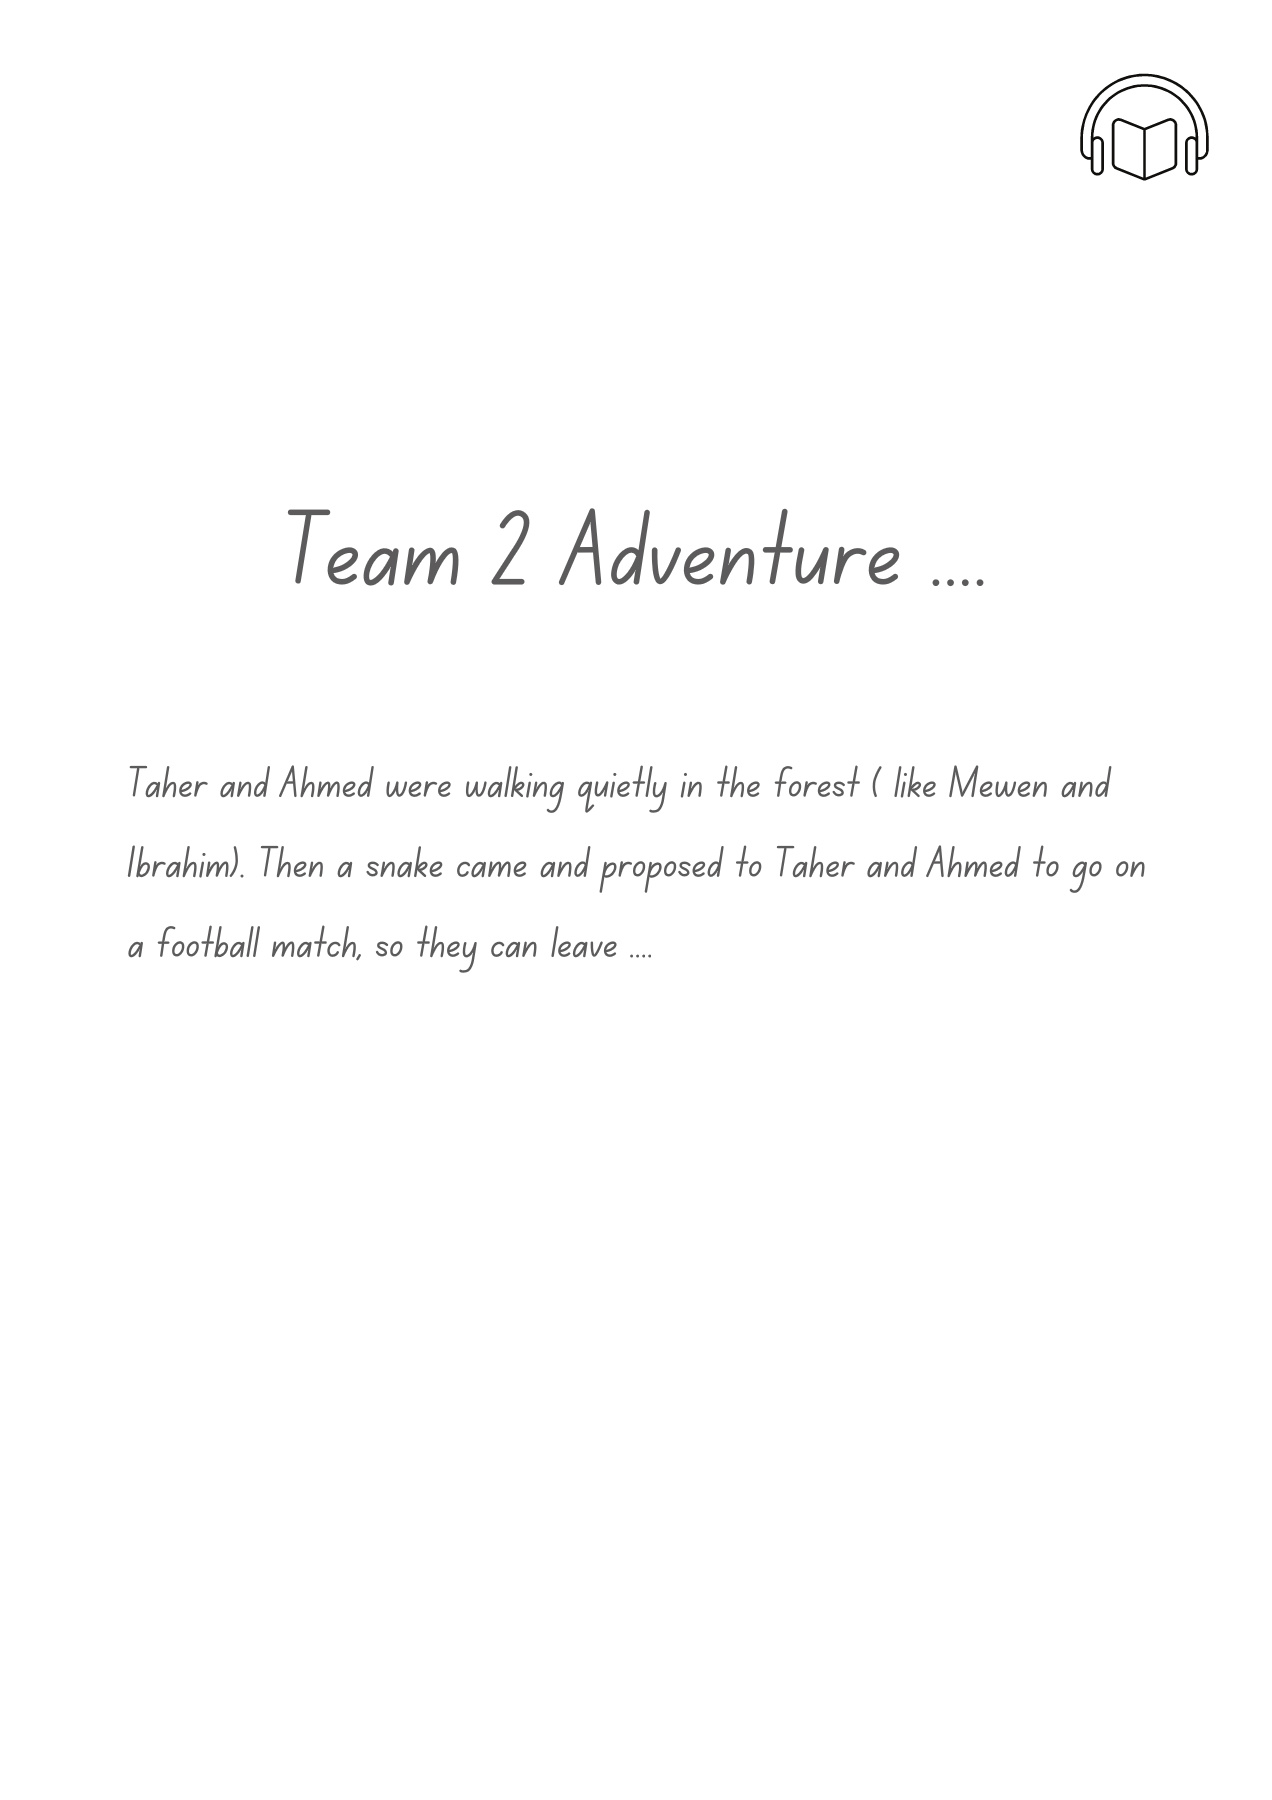 Team 2 Adventure ....
Taher and Ahmed were walking quietly in the forest ( like Mewen and
Ibrahim). Then a snake came and proposed to Taher and Ahmed to go on
a football match, so they can leave ....